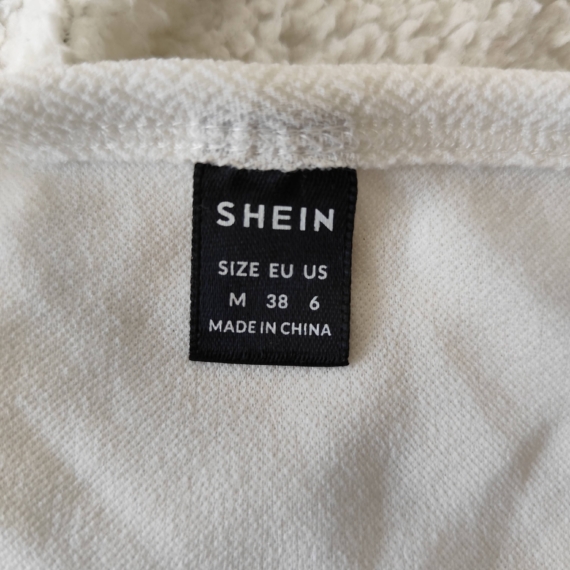 SHEIN
SIZE EU US
M 38 6
MADE IN CHINA